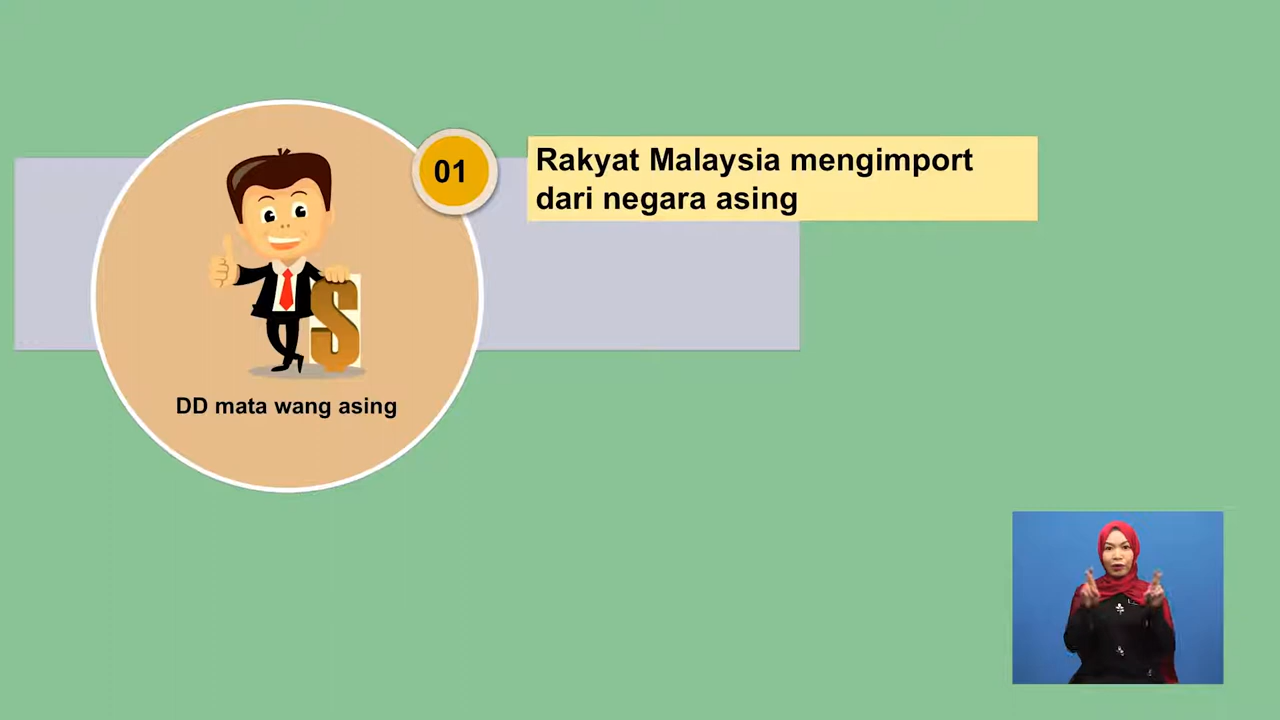 01
Rakyat Malaysia mengimport
dari negara asing
DD mata wang asing